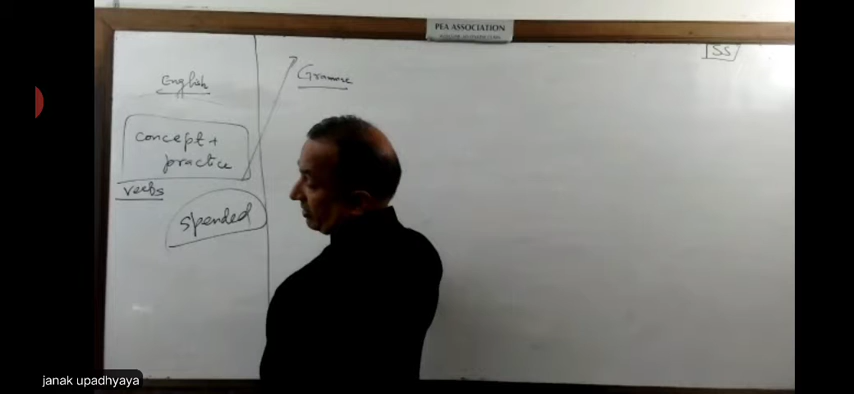 PEA ASSOCIATION
SS
English
Grammar
concept +
practice
verbs
spended
janak upadhyaya